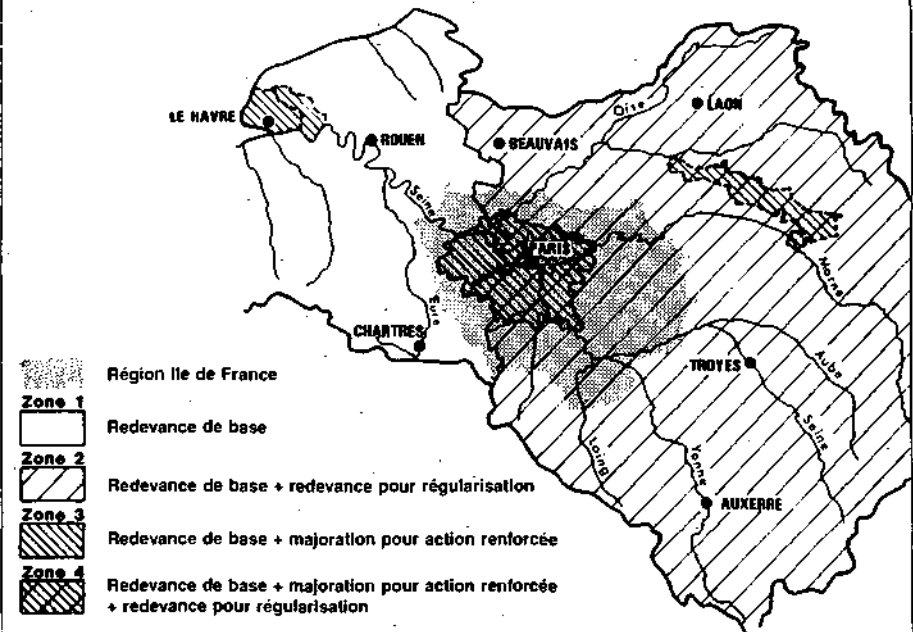 Oise
LAON
LE HAVRE
ROUEN
BEAUVAIS
Seine
PARIS
Marne
Eure
CHARTRES
TROYES
Aube
Région Ile de France
Zone 1
Redevance de base
Seine
Loing
Yonne
Zone 2
Redevance de base + redevance pour régularisation
AUXERRE
Zone 3
Redevance de base + majoration pour action renforcée
Zone 4
Redevance de base + majoration pour action renforcée
+ redevance pour régularisation